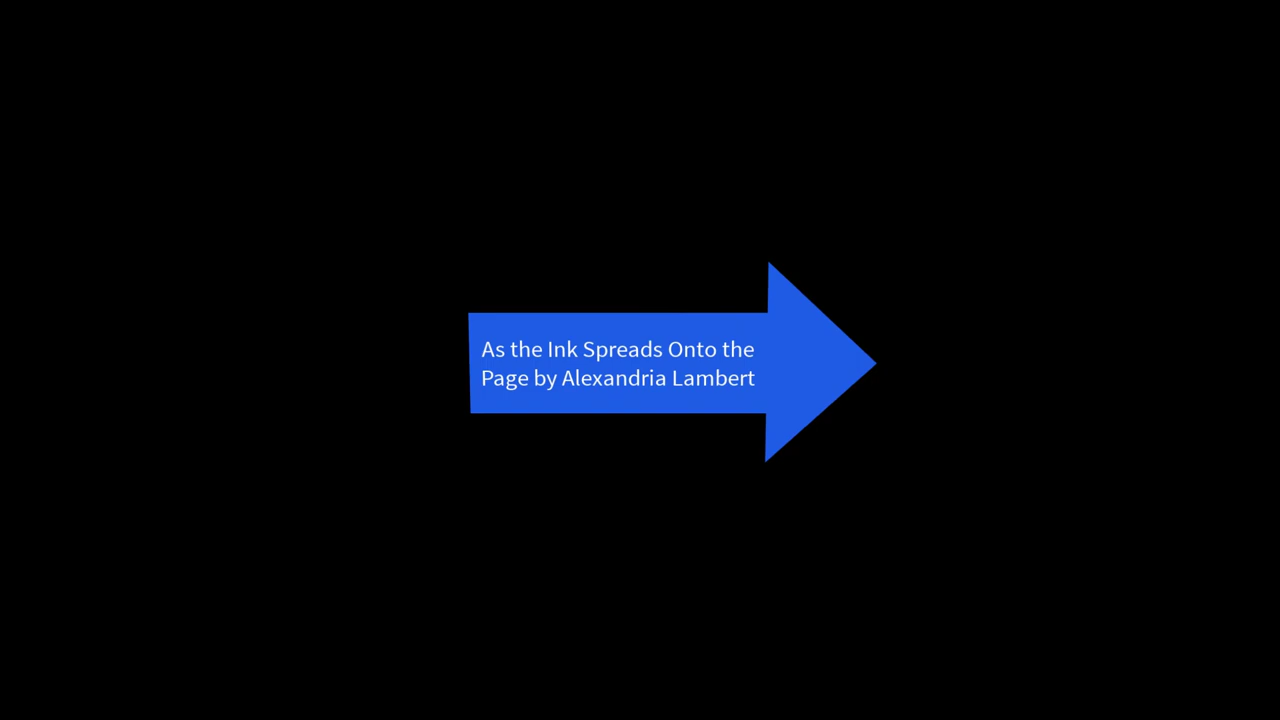 As the Ink Spreads Onto the
Page by Alexandria Lambert